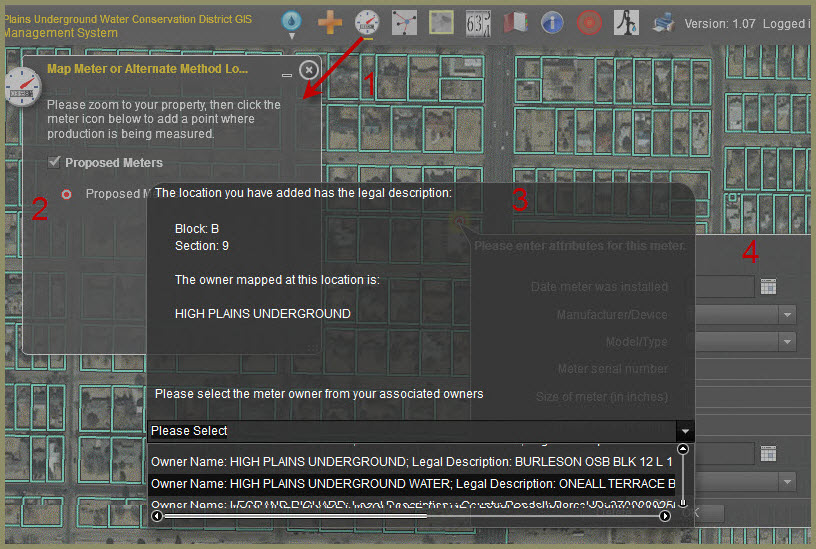 Plains Underground Water Conservation District GIS
Management System
Version: 1.07 Logged i
1
Map Meter or Alternate Method Lo...
Please zoom to your property, then click the
meter icon below to add a point where
production is being measured.
Proposed Meters
2
Proposed M
3
The location you have added has the legal description:
Block: B
Section: 9
The owner mapped at this location is:
HIGH PLAINS UNDERGROUND
Please select the meter owner from your associated owners
Please Select
Owner Name: HIGH PLAINS UNDERGROUND; Legal Description: BURLESON OSB BLK 12 L 1
Owner Name: HIGH PLAINS UNDERGROUND WATER; Legal Description: ONEALL TERRACE B
4
Please enter attributes for this meter.
Date meter was installed
Manufacturer/Device
Model/Type
Meter serial number
Size of meter (in inches)